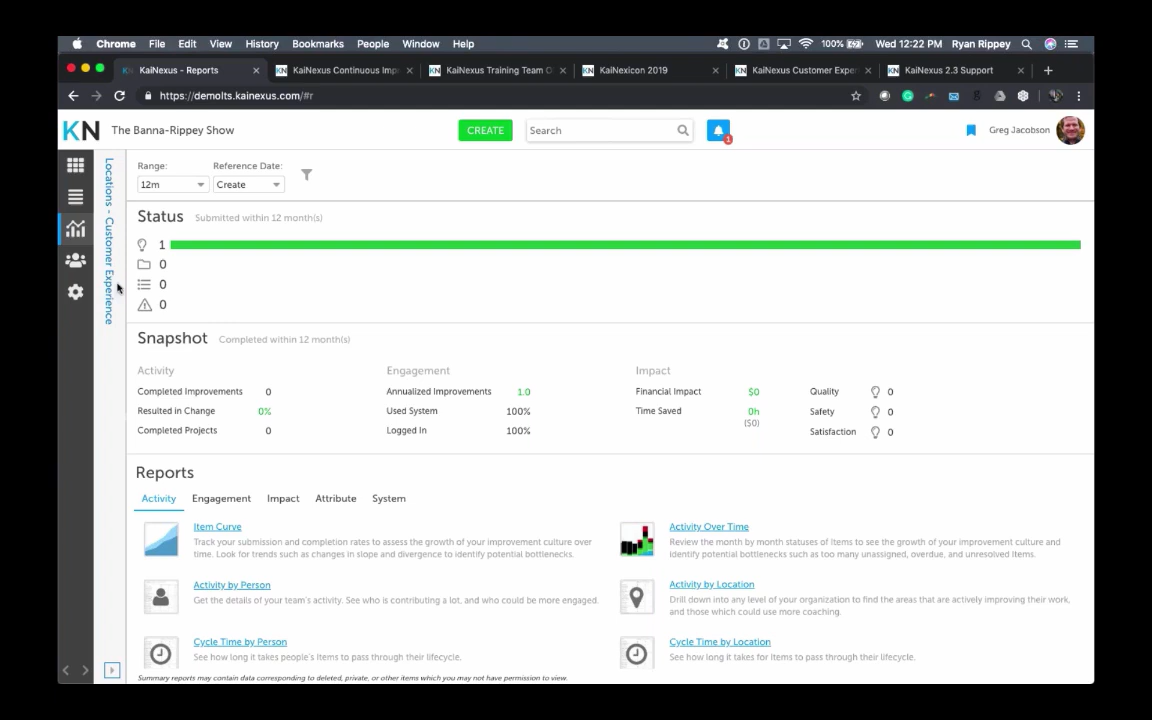 Chrome File Edit View History Bookmarks People Window Help 100% Wed 12:22 PM Ryan Rippey
KaiNexus - Reports
KaiNexus Continuous Imp
KaiNexus Training Team D
KaiNexicon 2019
KaiNexus Customer Exper
KaiNexus 2.3 Support
https://demolts.kainexus.com/#r
KN The Banna-Rippey Show CREATE Search 1 Greg Jacobson
Locations - Customer Experience
Range: Reference Date:
12m Create
Status Submitted within 12 month(s)
1
0
0
0
Snapshot Completed within 12 month(s)
Activity Engagement Impact
Completed Improvements 0 Annualized Improvements 1.0 Financial Impact $0 Quality 0
Resulted in Change 0% Used System 100% Time Saved 0h Safety 0
($0)
Completed Projects 0 Logged In 100% Satisfaction 0
Reports
Activity Engagement Impact Attribute System
Item Curve
Track your submission and completion rates to assess the growth of your improvement culture over
time. Look for trends such as changes in slope and divergence to identify potential bottlenecks.
Activity Over Time
Review the month by month statuses of Items to see the growth of your improvement culture and
identify potential bottlenecks such as too many unassigned, overdue, and unresolved Items.
Activity by Person
Get the details of your team's activity. See who is contributing a lot, and who could be more engaged.
Activity by Location
Drill down into any level of your organization to find the areas that are actively improving their work,
and those which could use more coaching.
Cycle Time by Person
See how long it takes people's Items to pass through their lifecycle.
Cycle Time by Location
See how long it takes for Items to pass through their lifecycle.
Summary reports may contain data corresponding to deleted, private, or other items which you may not have permission to view.